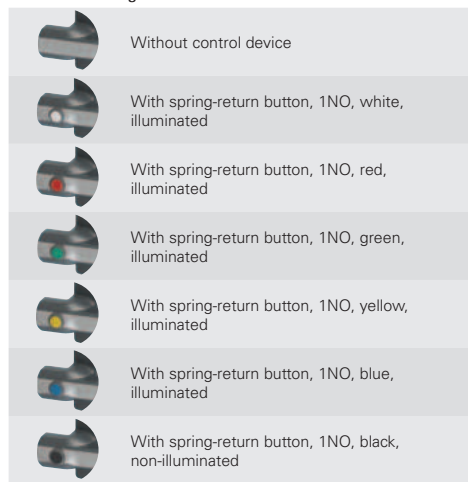 Without control device
With spring-return button, 1NO, white,
illuminated
With spring-return button, 1NO, red,
illuminated
With spring-return button, 1NO, green,
illuminated
With spring-return button, 1NO, yellow,
illuminated
With spring-return button, 1NO, blue,
illuminated
With spring-return button, 1NO, black,
non-illuminated